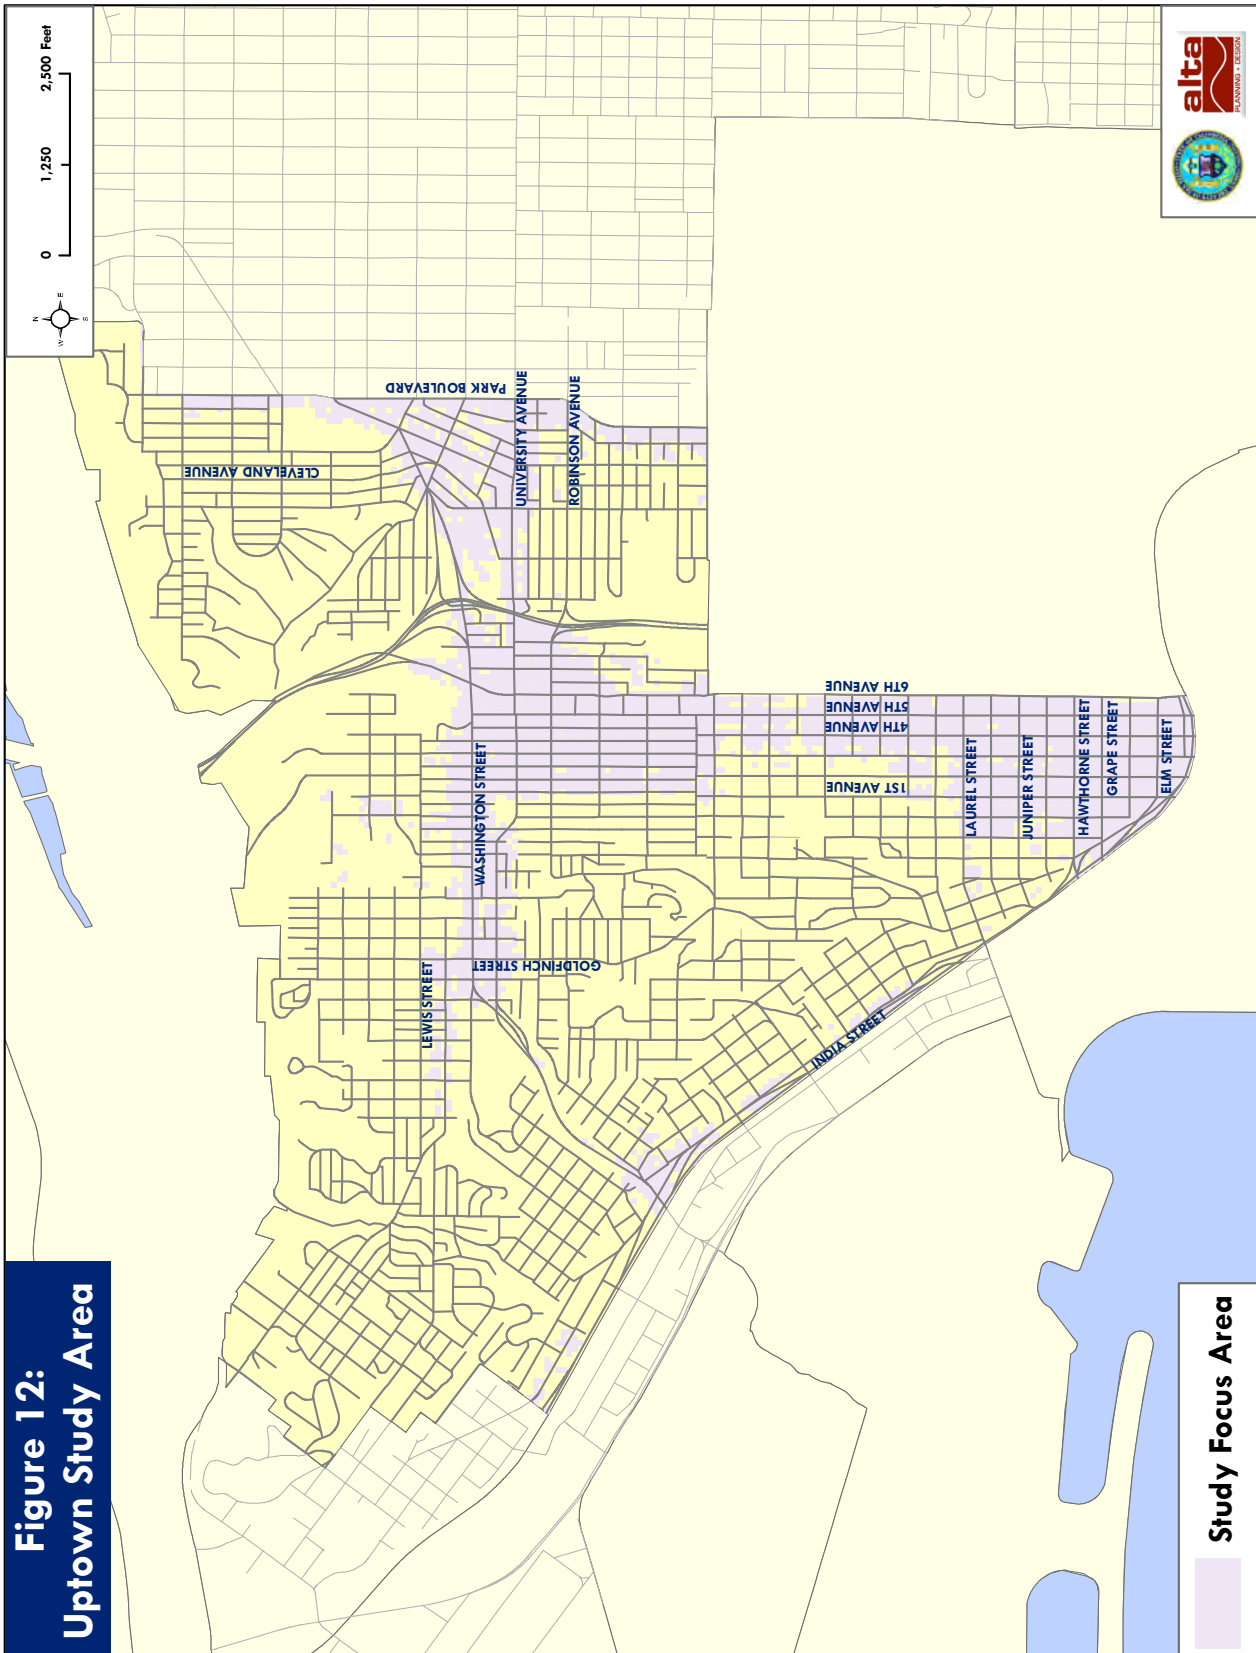 Figure 12:
Uptown Study Area
0 1,250 2,500 Feet
N
W E
S
CLEVELAND AVENUE
PARK BOULEVARD
UNIVERSITY AVENUE
ROBINSON AVENUE
WASHINGTON STREET
LEWIS STREET
GOLDFINCH STREET
6TH AVENUE
5TH AVENUE
4TH AVENUE
1ST AVENUE
LAUREL STREET
JUNIPER STREET
HAWTHORNE STREET
GRAPE STREET
ELM STREET
INDIA STREET
Study Focus Area
alta
PLANNING + DESIGN